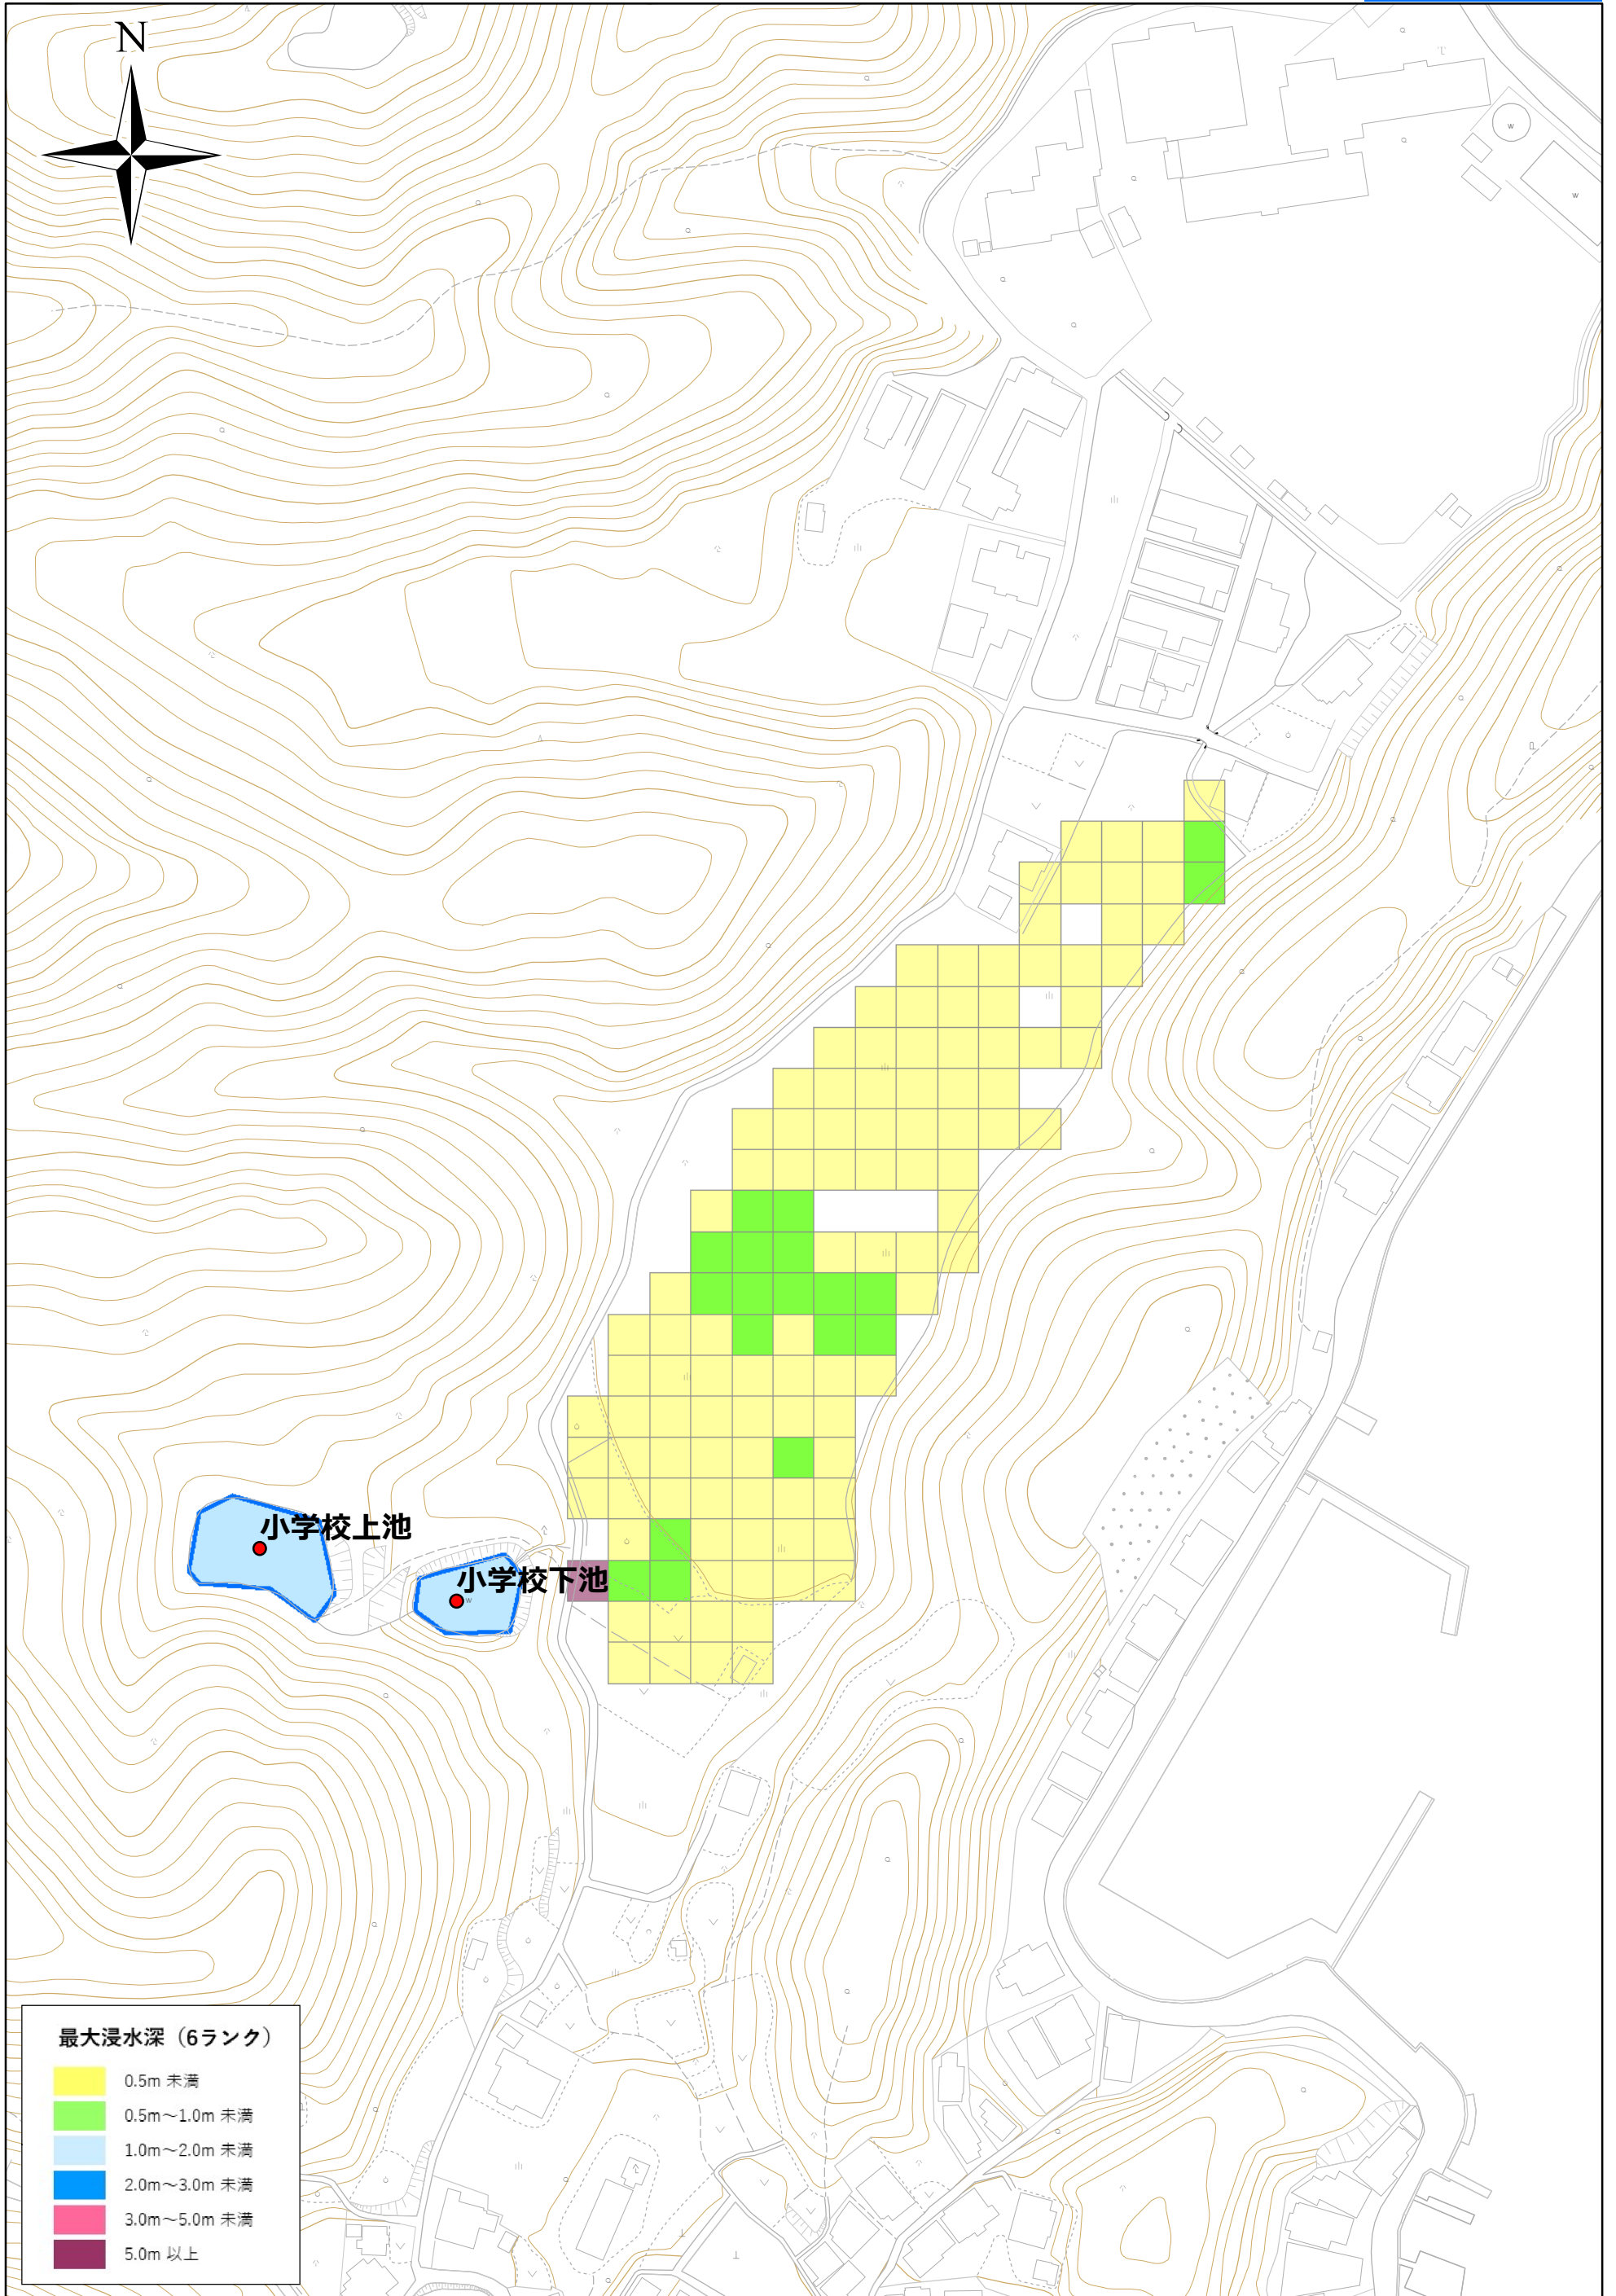 N
小学校上池
小学校下池
W
W
W
最大浸水深（6ランク）
0.5m 未満
0.5m～1.0m 未満
1.0m～2.0m 未満
2.0m～3.0m 未満
3.0m～5.0m 未満
5.0m 以上